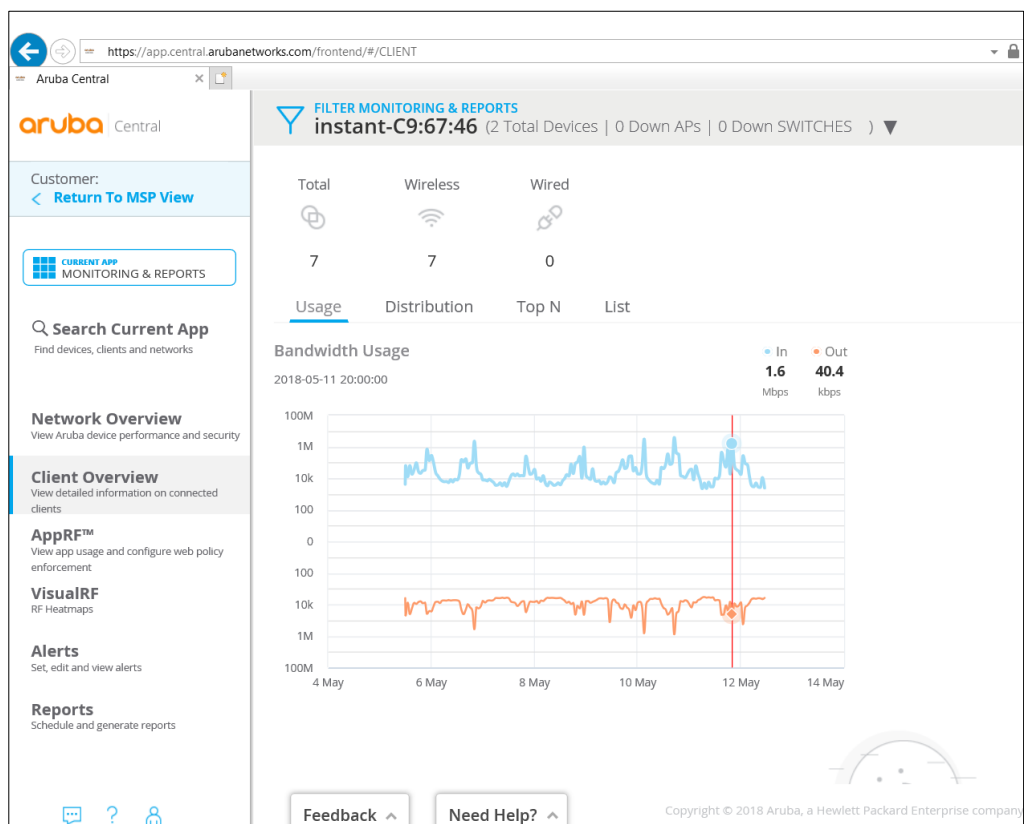 https://app.central.arubanetworks.com/frontend/#/CLIENT
Aruba Central
aruba Central
FILTER MONITORING & REPORTS
instant-C9:67:46 (2 Total Devices | 0 Down APs | 0 Down SWITCHES )
Customer:
Return To MSP View
CURRENT APP
MONITORING & REPORTS
Search Current App
Find devices, clients and networks
Network Overview
View Aruba device performance and security
Client Overview
View detailed information on connected
clients
AppRF™
View app usage and configure web policy
enforcement
VisualRF
RF Heatmaps
Alerts
Set, edit and view alerts
Reports
Schedule and generate reports
Total Wireless Wired
7 7 0
Usage Distribution Top N List
Bandwidth Usage
2018-05-11 20:00:00
In Out
1.6 40.4
Mbps kbps
100M
1M
10k
100
0
100
10k
1M
100M
4 May 6 May 8 May 10 May 12 May 14 May
Feedback Need Help?
Copyright © 2018 Aruba, a Hewlett Packard Enterprise company